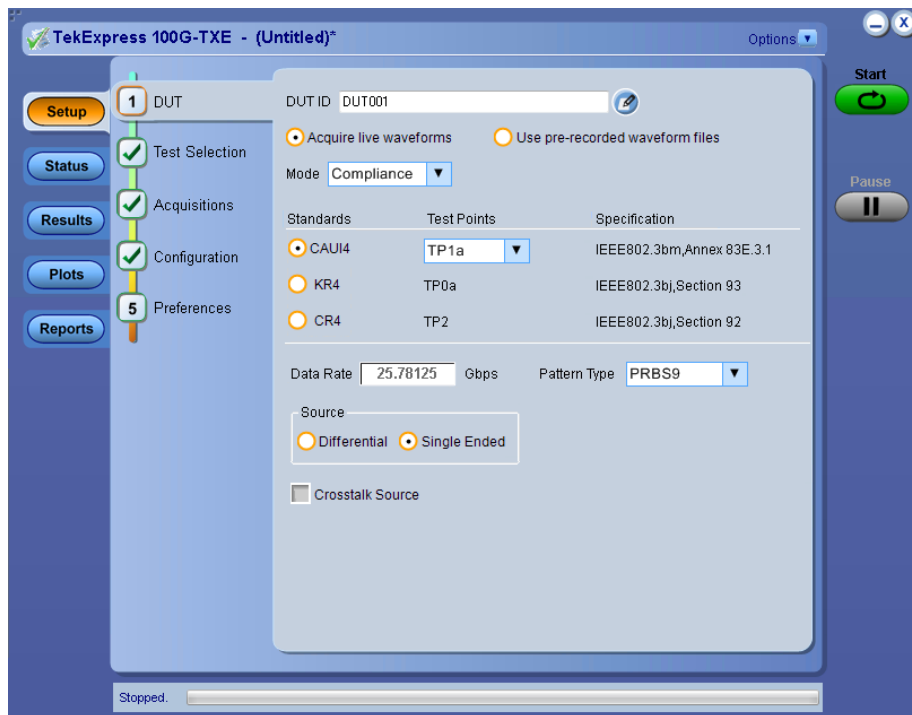 TekExpress 100G-TXE - (Untitled)*
Options
Start
Pause
Setup
Status
Results
Plots
Reports
1 DUT
Test Selection
Acquisitions
Configuration
5 Preferences
DUT ID DUT001
Acquire live waveforms Use pre-recorded waveform files
Mode Compliance
Standards Test Points Specification
CAUI4 TP1a IEEE802.3bm,Annex 83E.3.1
KR4 TP0a IEEE802.3bj,Section 93
CR4 TP2 IEEE802.3bj,Section 92
Data Rate 25.78125 Gbps Pattern Type PRBS9
Source
Differential Single Ended
Crosstalk Source
Stopped.